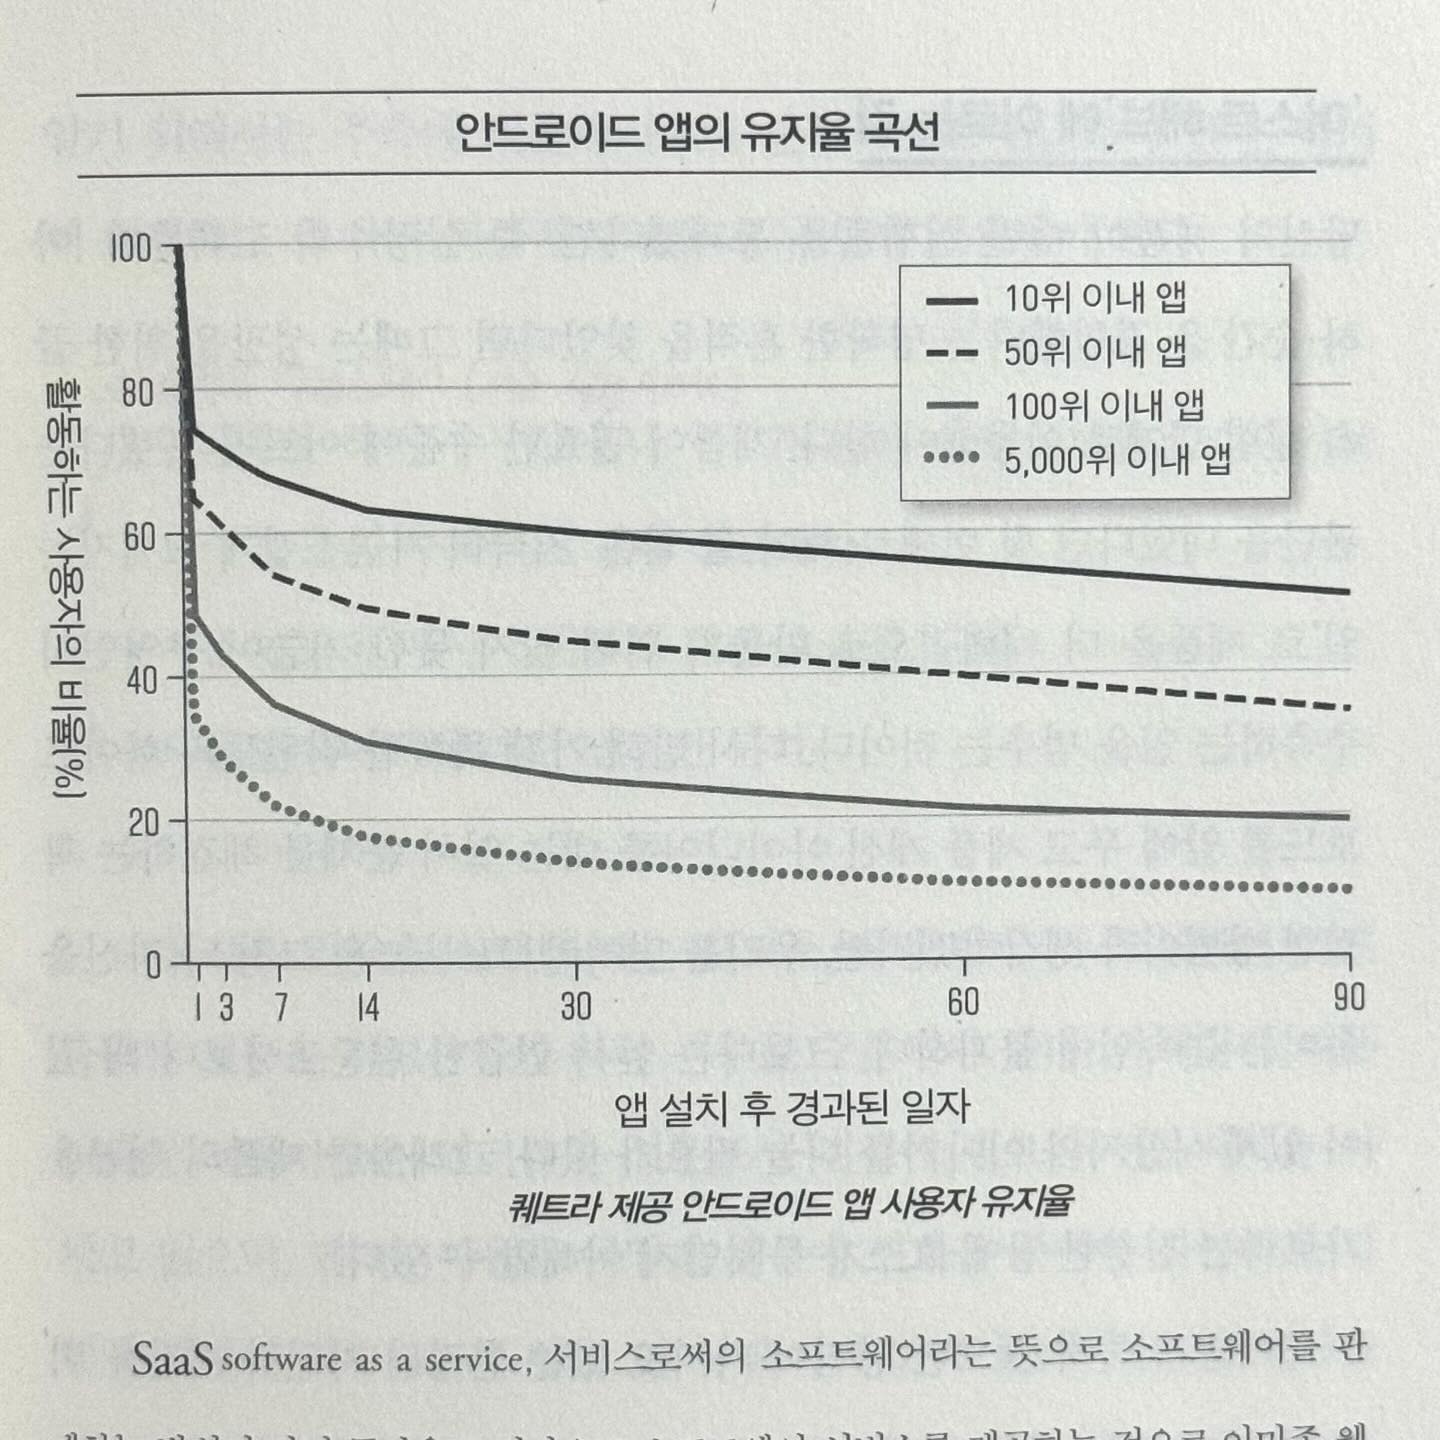 안드로이드 앱의 유지율 곡선
10위 이내 앱
50위 이내 앱
100위 이내 앱
5,000위 이내 앱
활동하는 사용자의 비율(%)
100
80
60
40
20
0
1 3 7 14 30 60 90
앱 설치 후 경과된 일자
퀘트라 제공 안드로이드 앱 사용자 유지율
SaaS software as a service, 서비스로써의 소프트웨어라는 뜻으로 소프트웨어를 판